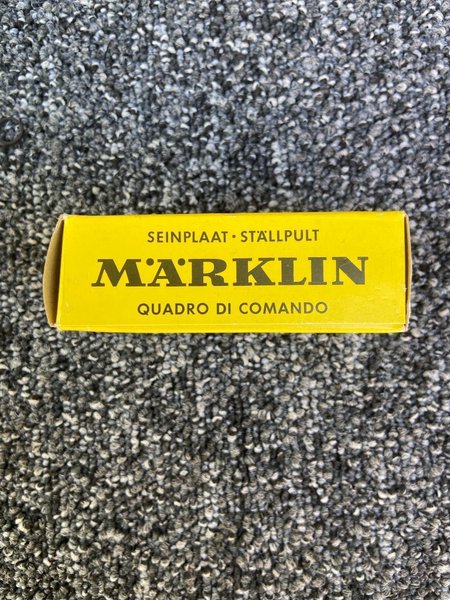 SEINPLAAT · STÄLLPULT
MÄRKLIN
QUADRO DI COMANDO